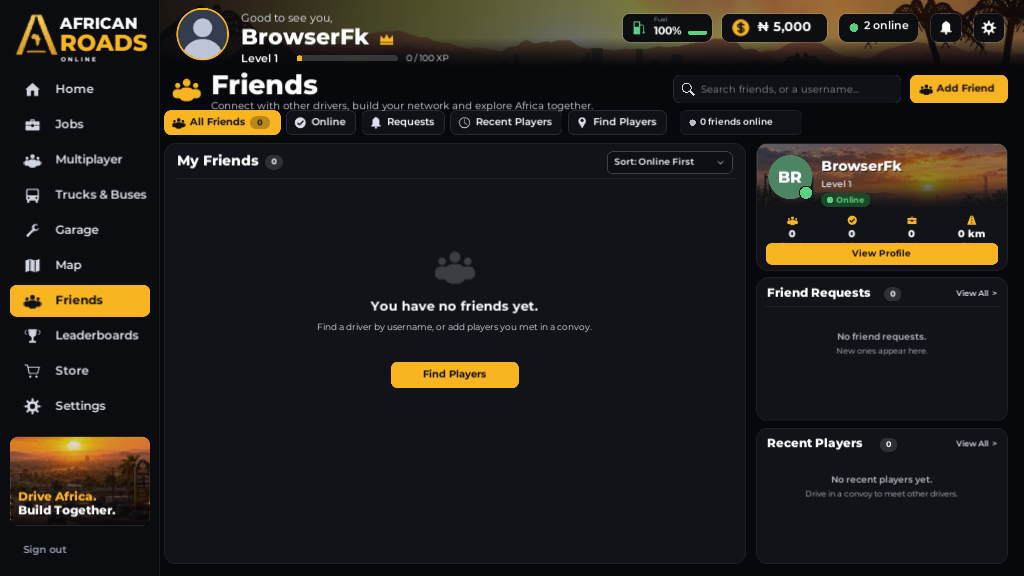 AFRICAN
ROADS
ONLINE
Home
Jobs
Multiplayer
Trucks & Buses
Garage
Map
Friends
Leaderboards
Store
Settings
Drive Africa.
Build Together.
Sign out
Good to see you,
BrowserFk
Level 1
0 / 100 XP
Fuel
100%
₦ 5,000
2 online
Friends
Connect with other drivers, build your network and explore Africa together.
Search friends, or a username...
Add Friend
All Friends 0
Online
Requests
Recent Players
Find Players
0 friends online
My Friends 0
Sort: Online First
You have no friends yet.
Find a driver by username, or add players you met in a convoy.
Find Players
BR
BrowserFk
Level 1
Online
0 0 0 0 km
View Profile
Friend Requests 0 View All >
No friend requests.
New ones appear here.
Recent Players 0 View All >
No recent players yet.
Drive in a convoy to meet other drivers.